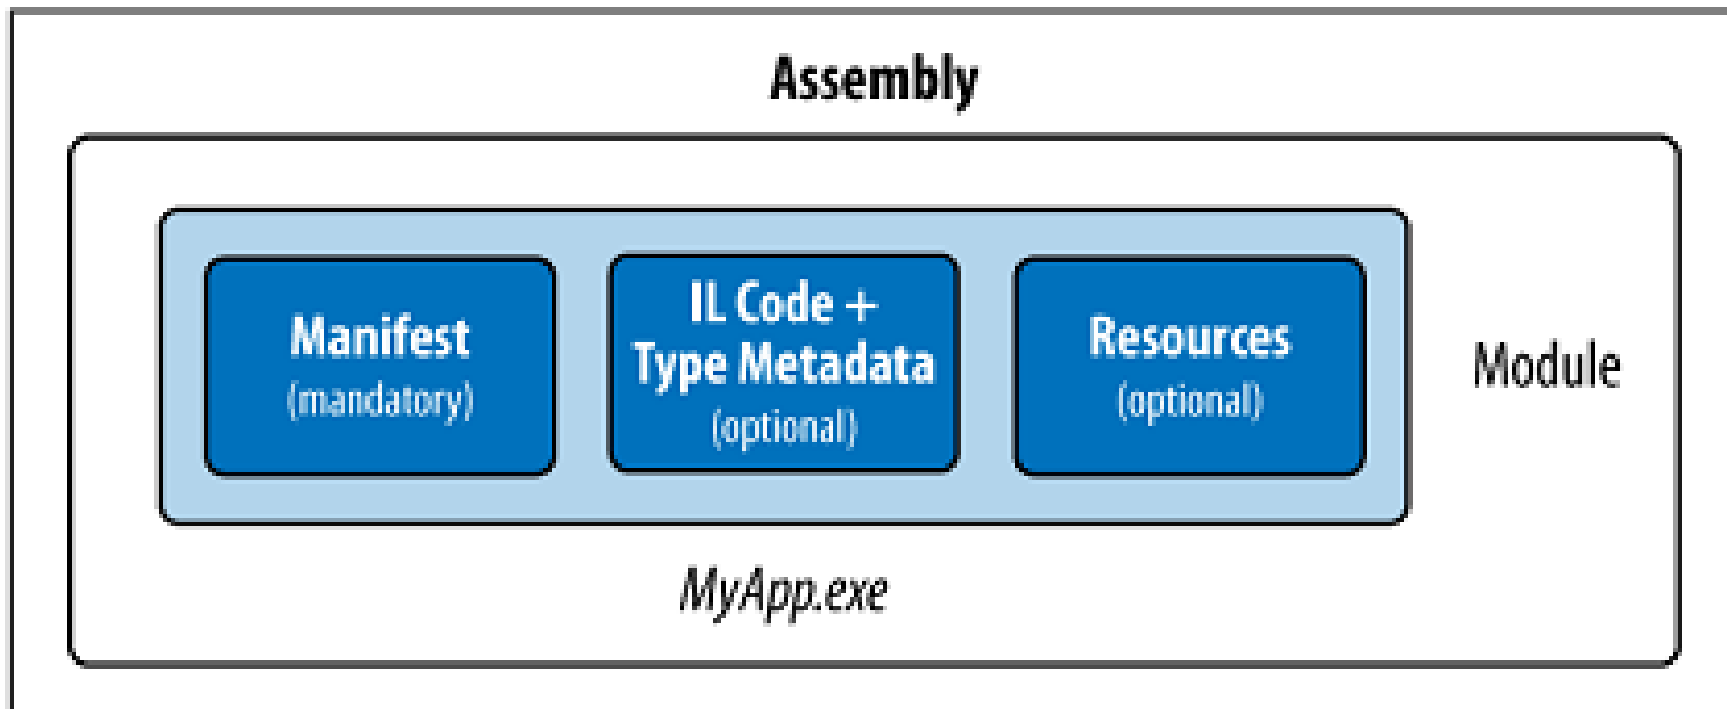 Assembly
Manifest
(mandatory)
IL Code +
Type Metadata
(optional)
Resources
(optional)
Module
MyApp.exe